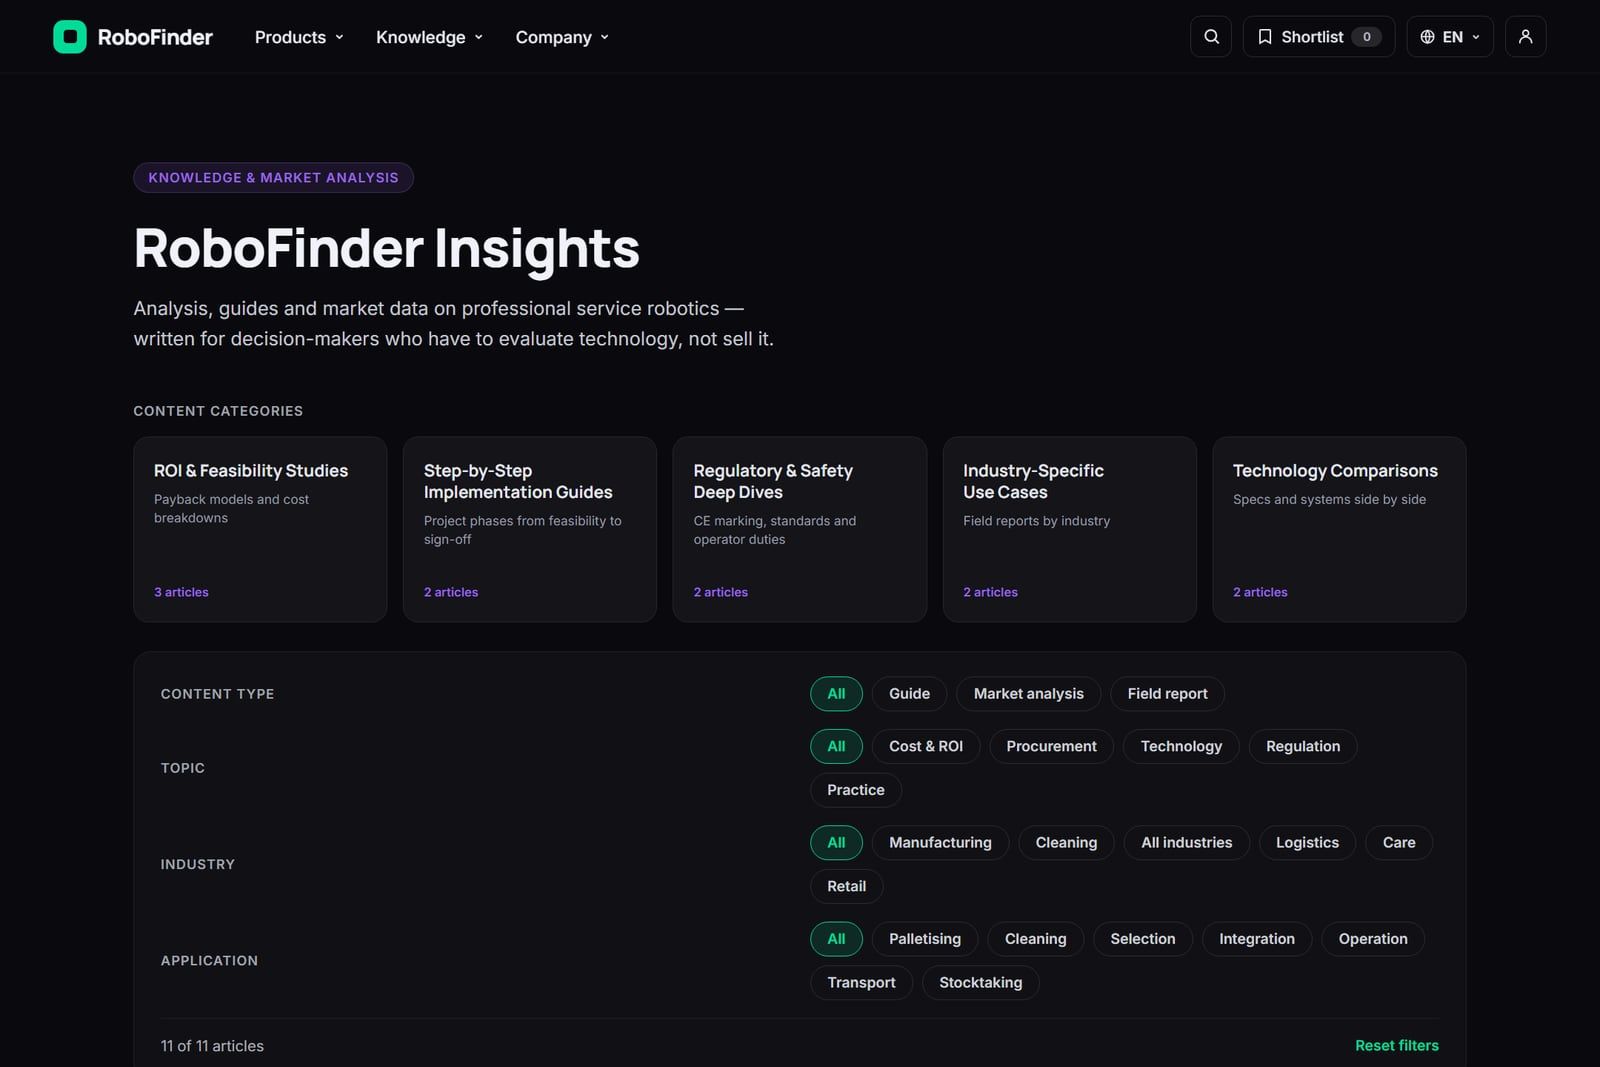 RoboFinder
Products
Knowledge
Company
Shortlist 0
EN
KNOWLEDGE & MARKET ANALYSIS
RoboFinder Insights
Analysis, guides and market data on professional service robotics —
written for decision-makers who have to evaluate technology, not sell it.
CONTENT CATEGORIES
ROI & Feasibility Studies
Payback models and cost
breakdowns
3 articles
Step-by-Step
Implementation Guides
Project phases from feasibility to
sign-off
2 articles
Regulatory & Safety
Deep Dives
CE marking, standards and
operator duties
2 articles
Industry-Specific
Use Cases
Field reports by industry
2 articles
Technology Comparisons
Specs and systems side by side
2 articles
CONTENT TYPE
All Guide Market analysis Field report
TOPIC
All Cost & ROI Procurement Technology Regulation
Practice
INDUSTRY
All Manufacturing Cleaning All industries Logistics Care
Retail
APPLICATION
All Palletising Cleaning Selection Integration Operation
Transport Stocktaking
11 of 11 articles
Reset filters